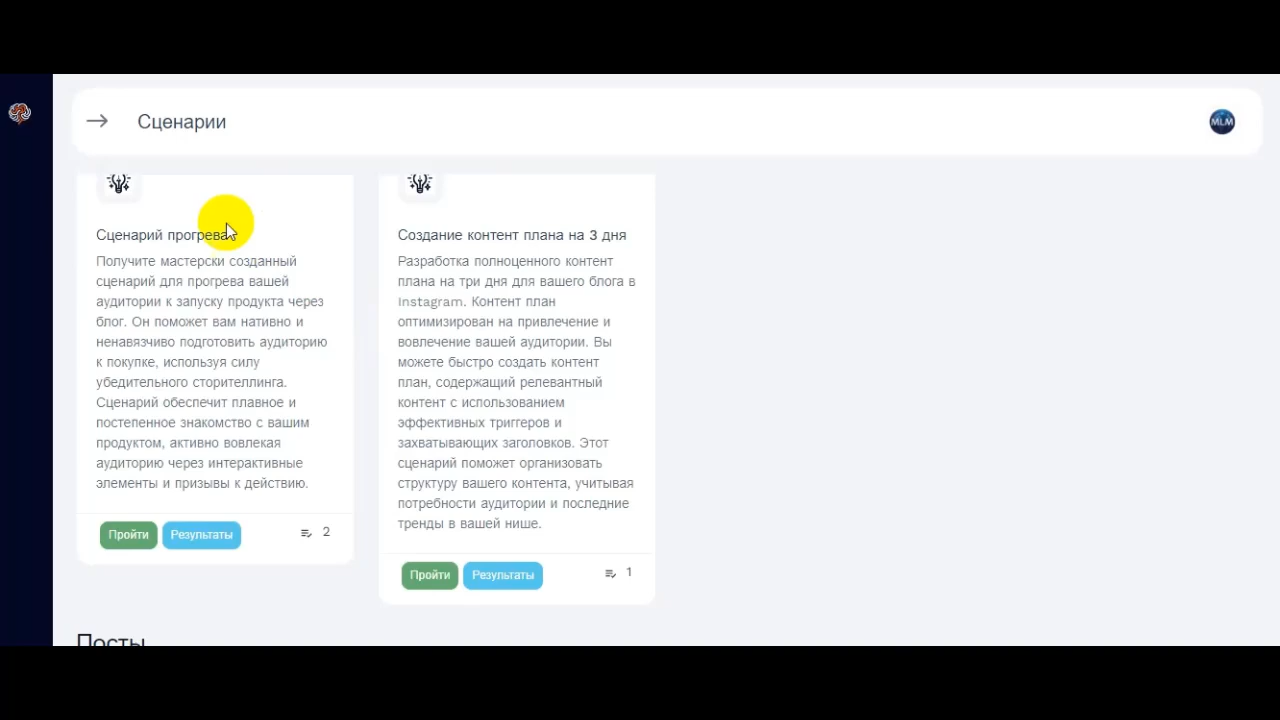 Сценарии
MLM
Сценарий прогрева
Получите мастерски созданный
сценарий для прогрева вашей
аудитории к запуску продукта через
блог. Он поможет вам нативно и
ненавязчиво подготовить аудиторию
к покупке, используя силу
убедительного сторителлинга.
Сценарий обеспечит плавное и
постепенное знакомство с вашим
продуктом, активно вовлекая
аудиторию через интерактивные
элементы и призывы к действию.
Пройти
Результаты
2
Создание контент плана на 3 дня
Разработка полноценного контент
плана на три дня для вашего блога в
Instagram. Контент план
оптимизирован на привлечение и
вовлечение вашей аудитории. Вы
можете быстро создать контент
план, содержащий релевантный
контент с использованием
эффективных триггеров и
захватывающих заголовков. Этот
сценарий поможет организовать
структуру вашего контента, учитывая
потребности аудитории и последние
тренды в вашей нише.
Пройти
Результаты
1
Посты